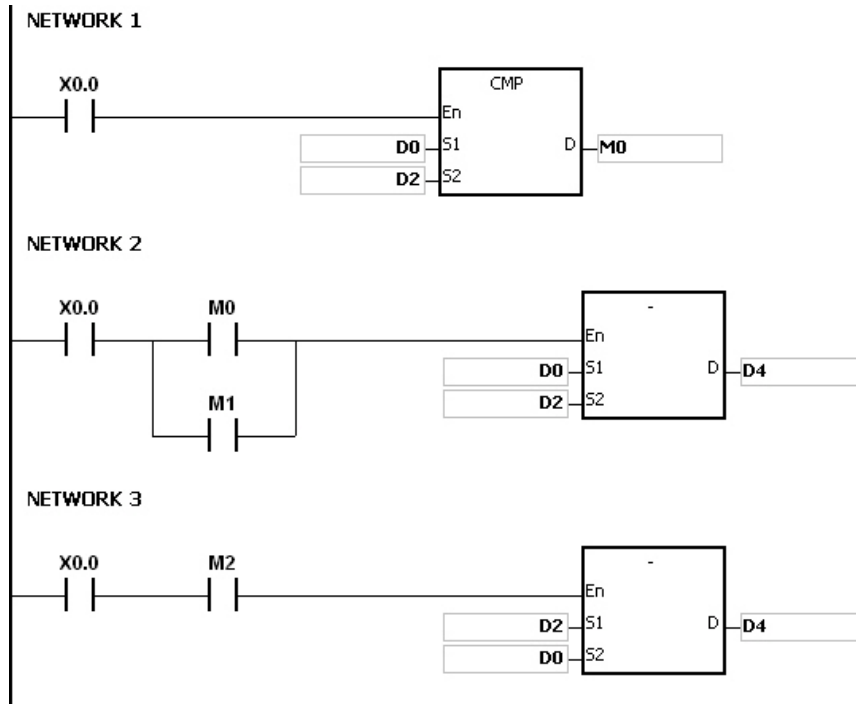 NETWORK 1
X0.0
CMP
En
D0 S1 D M0
D2 S2
NETWORK 2
X0.0 M0
-
En
D0 S1 D D4
D2 S2
M1
NETWORK 3
X0.0 M2
-
En
D2 S1 D D4
D0 S2